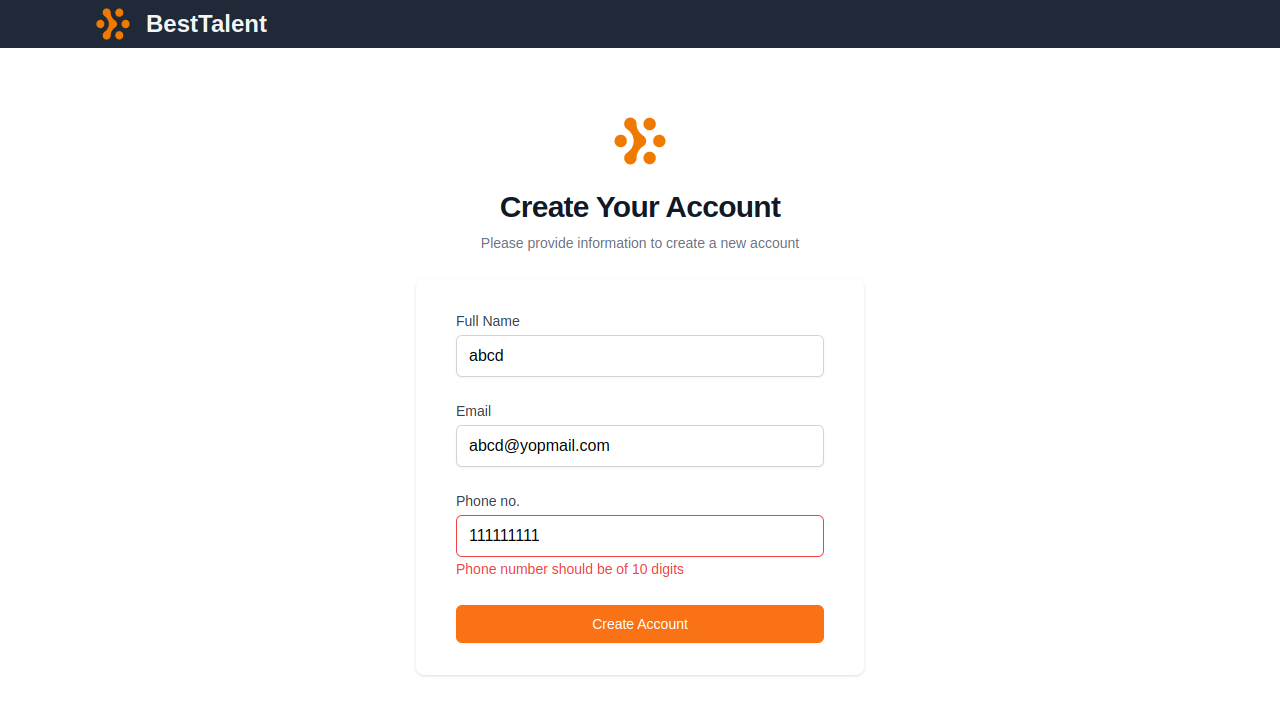 BestTalent
Create Your Account
Please provide information to create a new account
Full Name
abcd
Email
abcd@yopmail.com
Phone no.
111111111
Phone number should be of 10 digits
Create Account